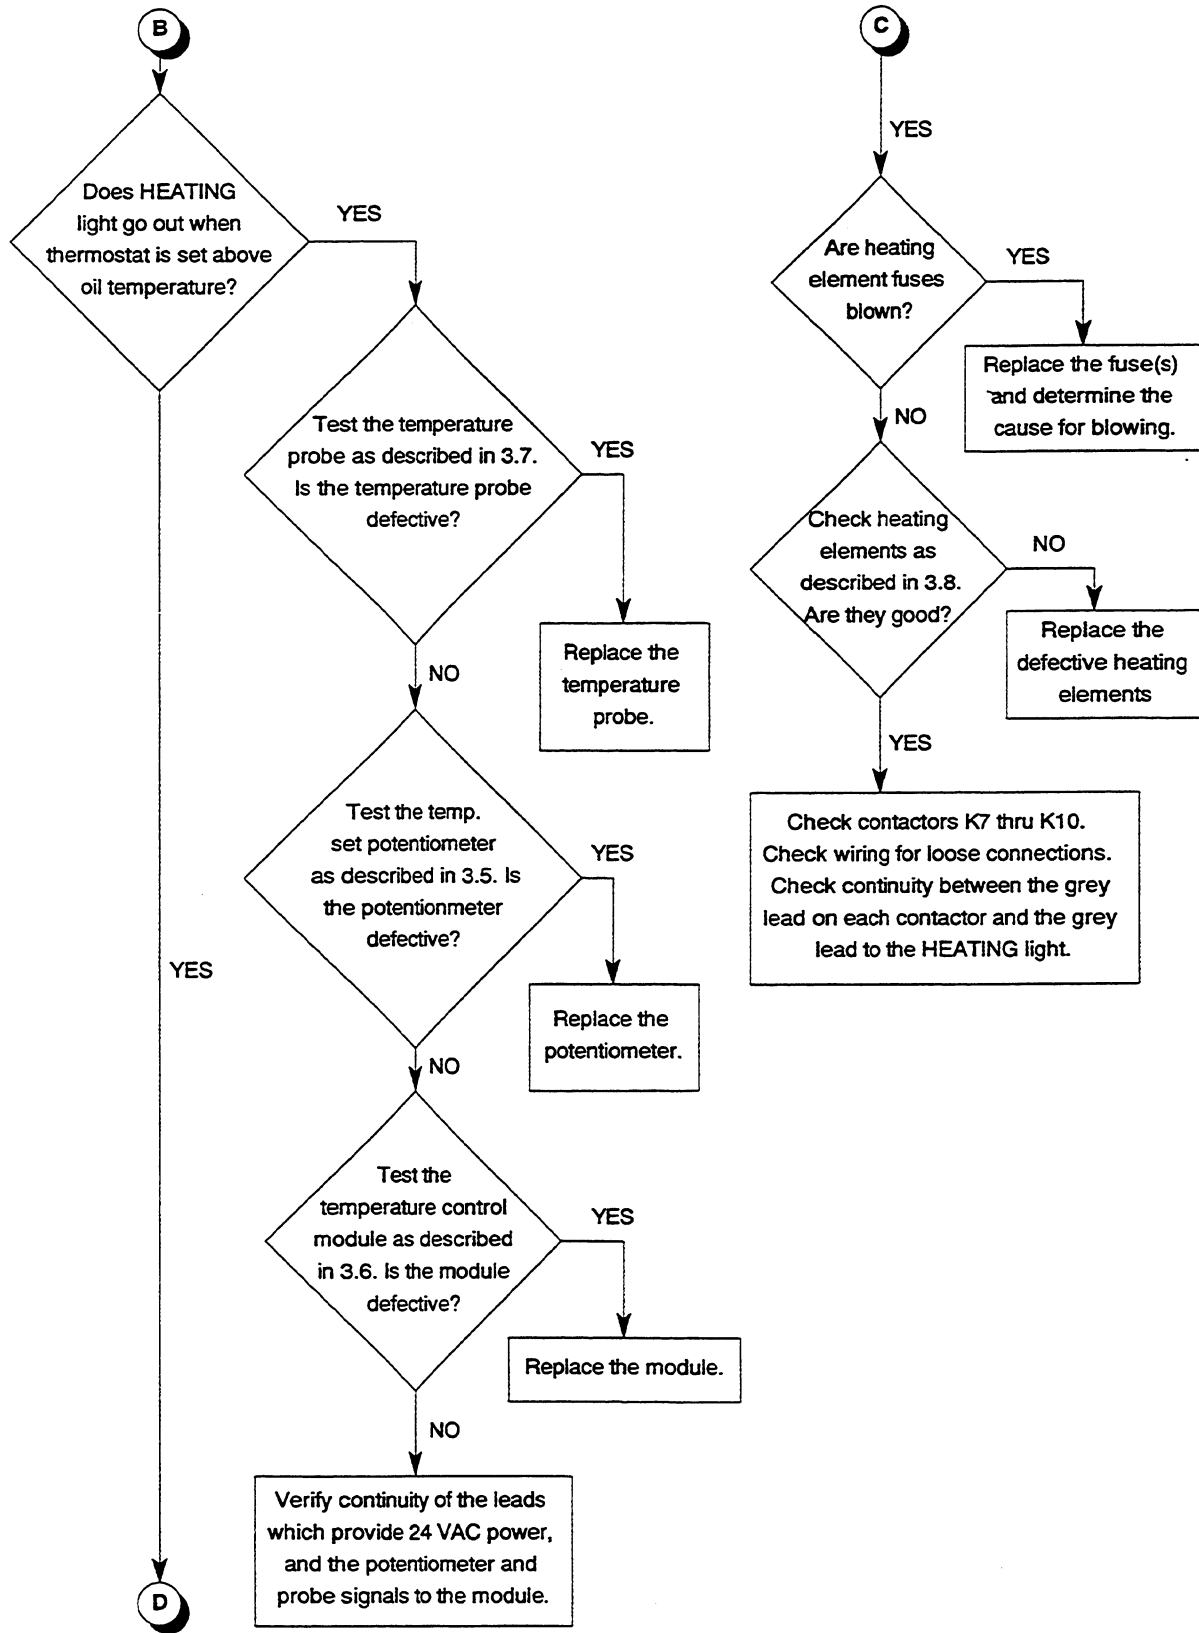 B
Does HEATING
light go out when
thermostat is set above
oil temperature?
YES
Test the temperature
probe as described in 3.7.
Is the temperature probe
defective?
YES
Replace the
temperature
probe.
NO
Test the temp.
set potentiometer
as described in 3.5. Is
the potentionmeter
defective?
YES
Replace the
potentiometer.
NO
Test the
temperature control
module as described
in 3.6. Is the module
defective?
YES
Replace the module.
NO
Verify continuity of the leads
which provide 24 VAC power,
and the potentiometer and
probe signals to the module.
YES
D
C
YES
Are heating
element fuses
blown?
YES
Replace the fuse(s)
and determine the
cause for blowing.
NO
Check heating
elements as
described in 3.8.
Are they good?
NO
Replace the
defective heating
elements
YES
Check contactors K7 thru K10.
Check wiring for loose connections.
Check continuity between the grey
lead on each contactor and the grey
lead to the HEATING light.